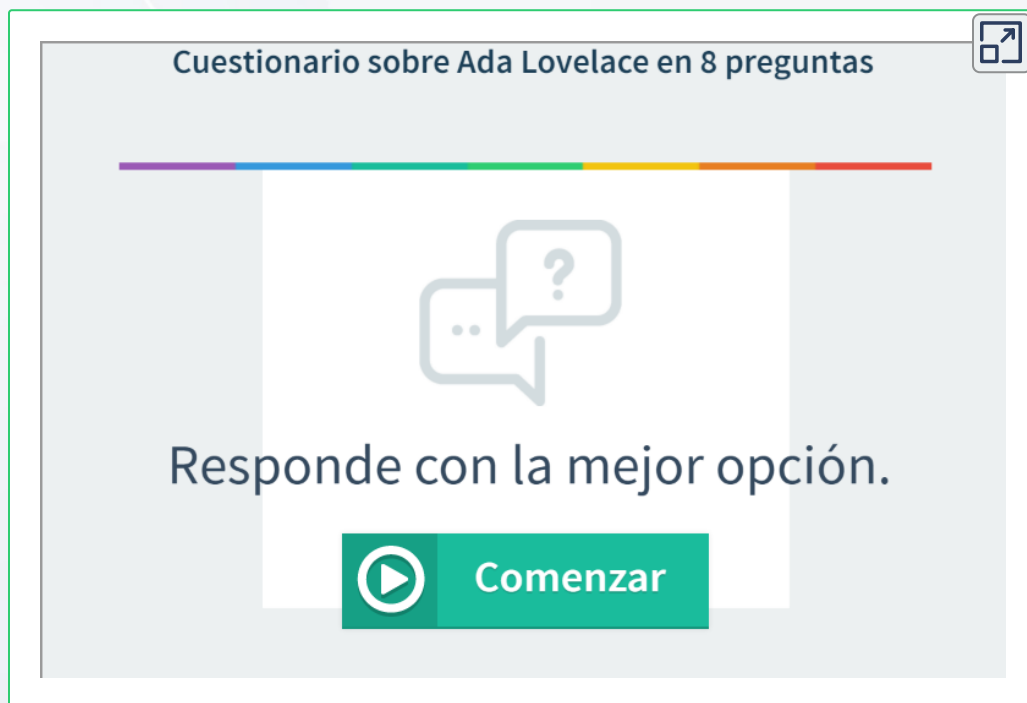 Cuestionario sobre Ada Lovelace en 8 preguntas
?
Responde con la mejor opción.
Comenzar